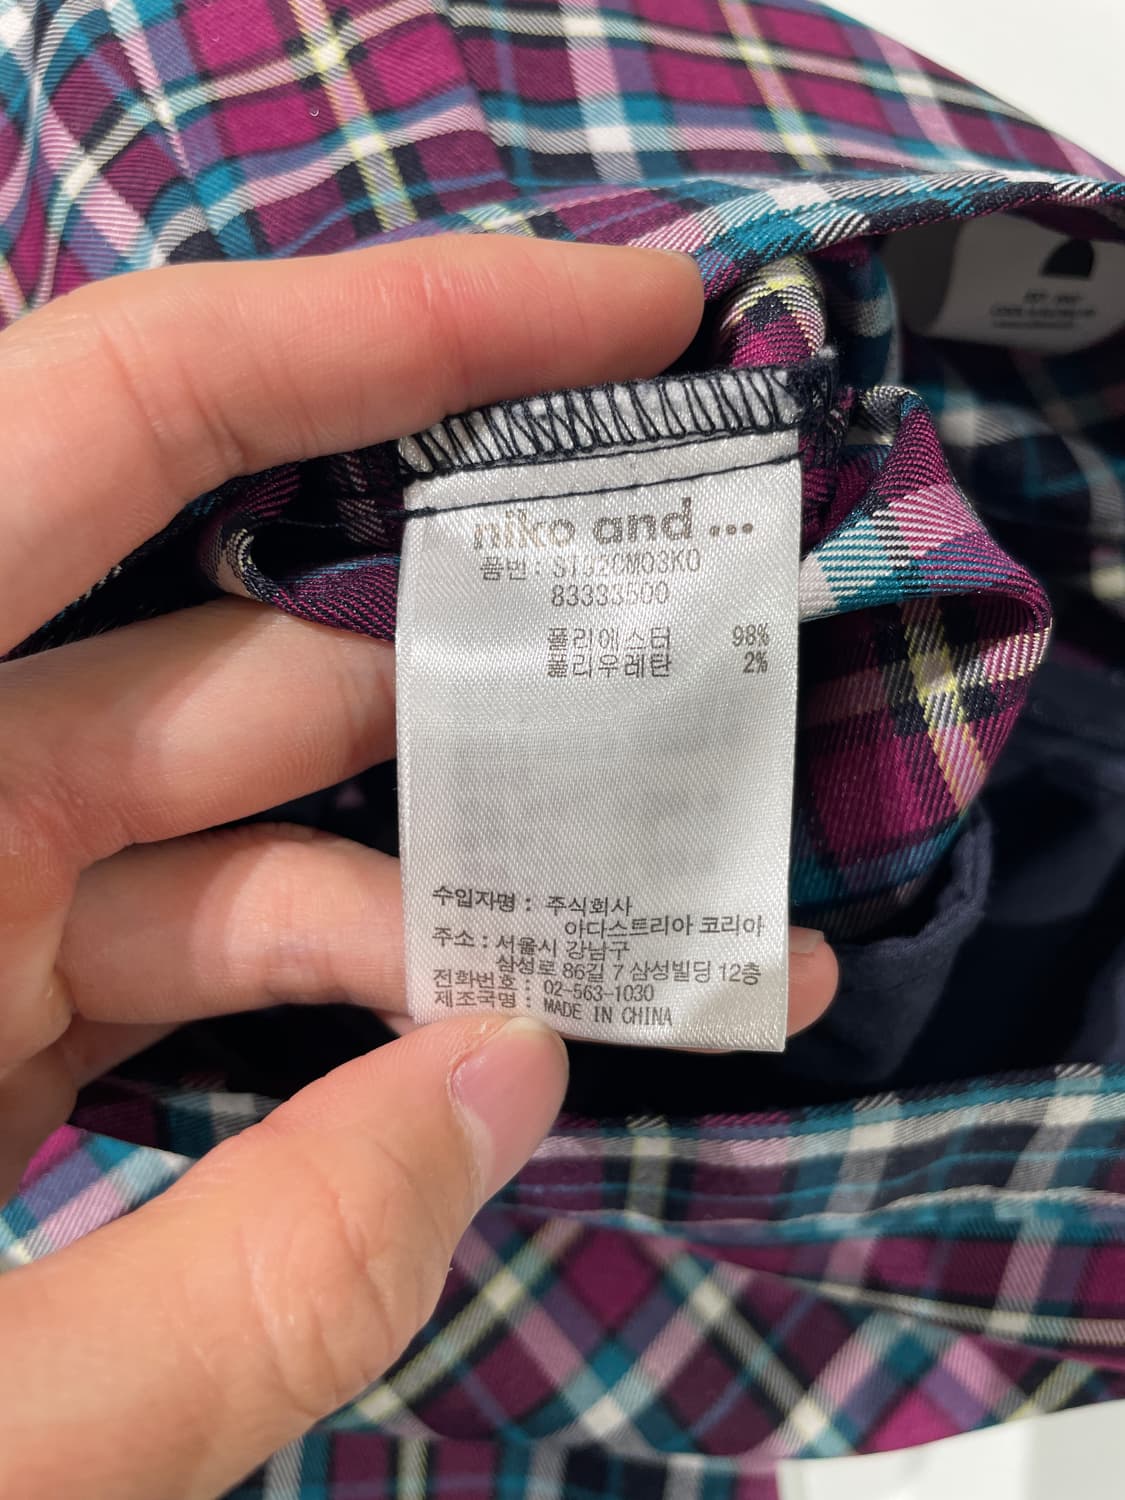 niko and ...
품번:
폴리에스터 98%
폴리우레탄 2%
수입자명 : 주식회사
아디스트리아 코리아
주소 : 서울시 강남구
삼성로 86길 7 삼성빌딩 12층
전화번호 : 02-563-1030
제조국명 : MADE IN CHINA